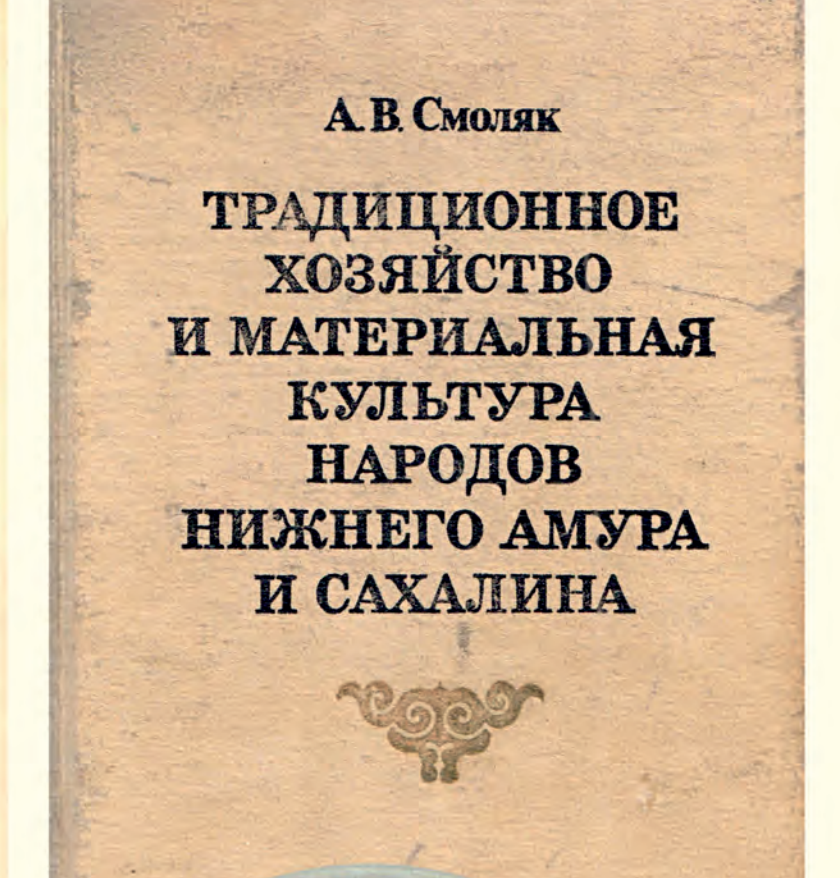 А.В. Смоляк
ТРАДИЦИОННОЕ
ХОЗЯЙСТВО
И МАТЕРИАЛЬНАЯ
КУЛЬТУРА
НАРОДОВ
НИЖНЕГО АМУРА
И САХАЛИНА